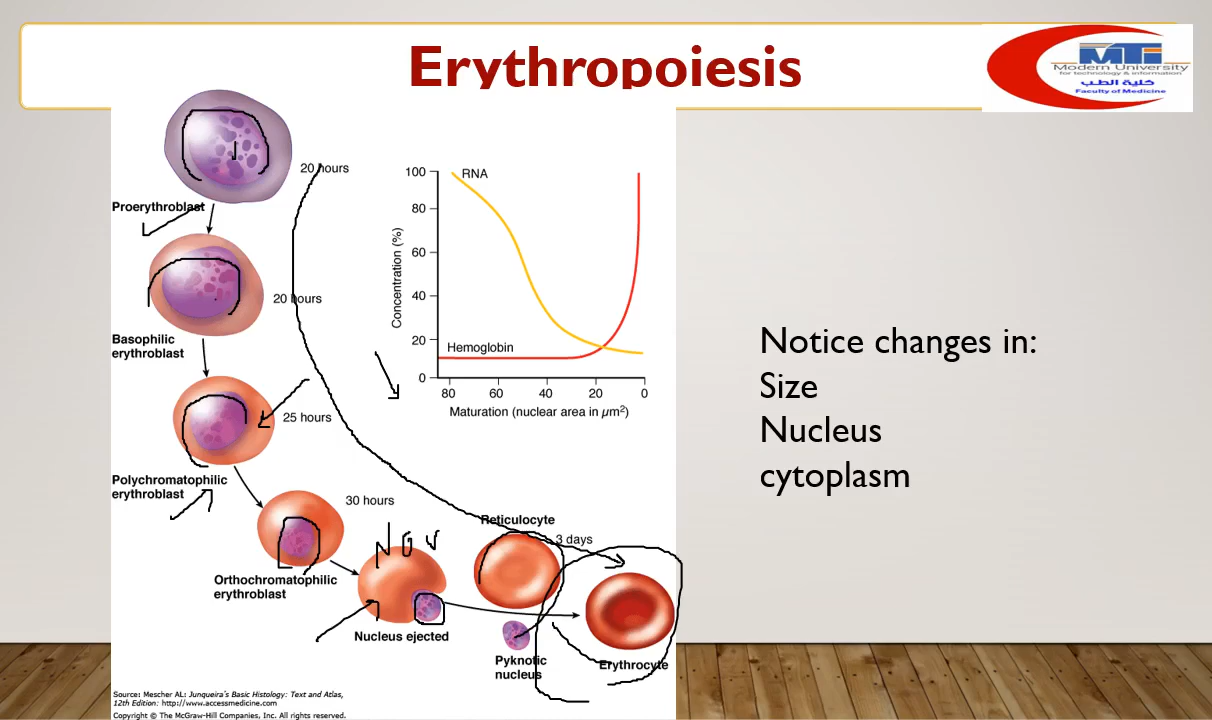 Erythropoiesis
MTI
Modern University
for technology & information
كلية الطب
Faculty of Medicine
20 hours
Proerythroblast
20 hours
Basophilic
erythroblast
25 hours
Polychromatophilic
erythroblast
30 hours
Orthochromatophilic
erythroblast
Nucleus ejected
Reticulocyte
3 days
Pyknotic
nucleus
Erythrocyte
RNA
Hemoglobin
Concentration (%)
100
80
60
40
20
0
80 60 40 20 0
Maturation (nuclear area in µm²)
Notice changes in:
Size
Nucleus
cytoplasm
Source: Mescher AL: Junqueira's Basic Histology: Text and Atlas,
12th Edition: http://www.accessmedicine.com
Copyright © The McGraw-Hill Companies, Inc. All rights reserved.